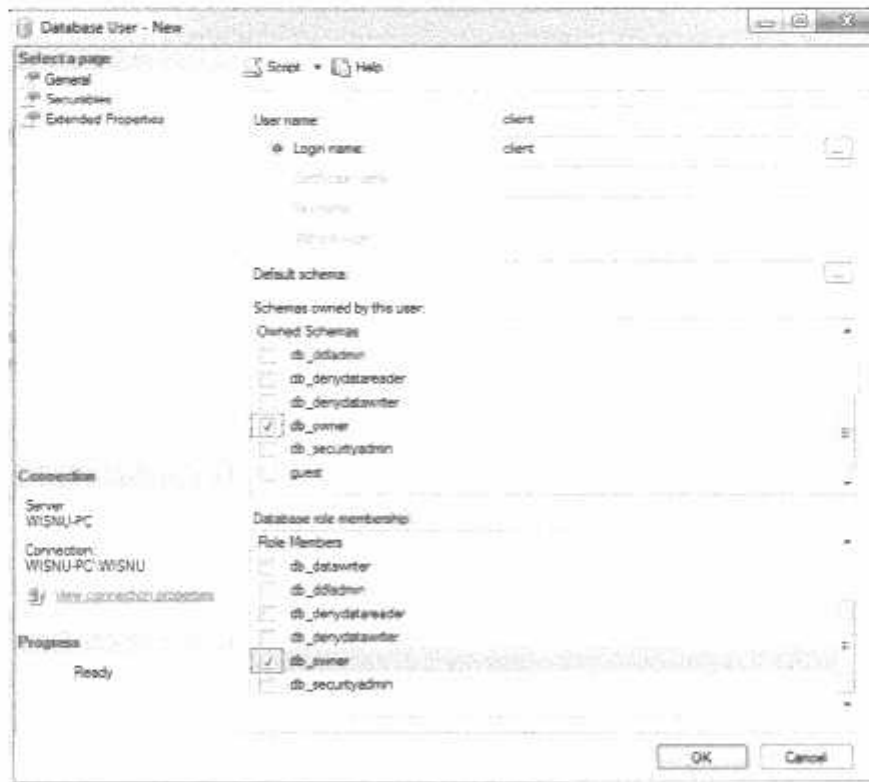 Database User - New
Select a page
General
Securables
Extended Properties
Script Help
User name: client
Login name: client
...
Default schema:
...
Schemas owned by this user:
Owned Schemas
db_ddladmin
db_denydatareader
db_denydatawriter
db_owner
db_securityadmin
guest
Database role membership:
Role Members
db_datawriter
db_ddladmin
db_denydatareader
db_denydatawriter
db_owner
db_securityadmin
Connection
Server:
WISNU-PC
Connection:
WISNU-PC\WISNU
View connection properties
Progress
Ready
OK Cancel